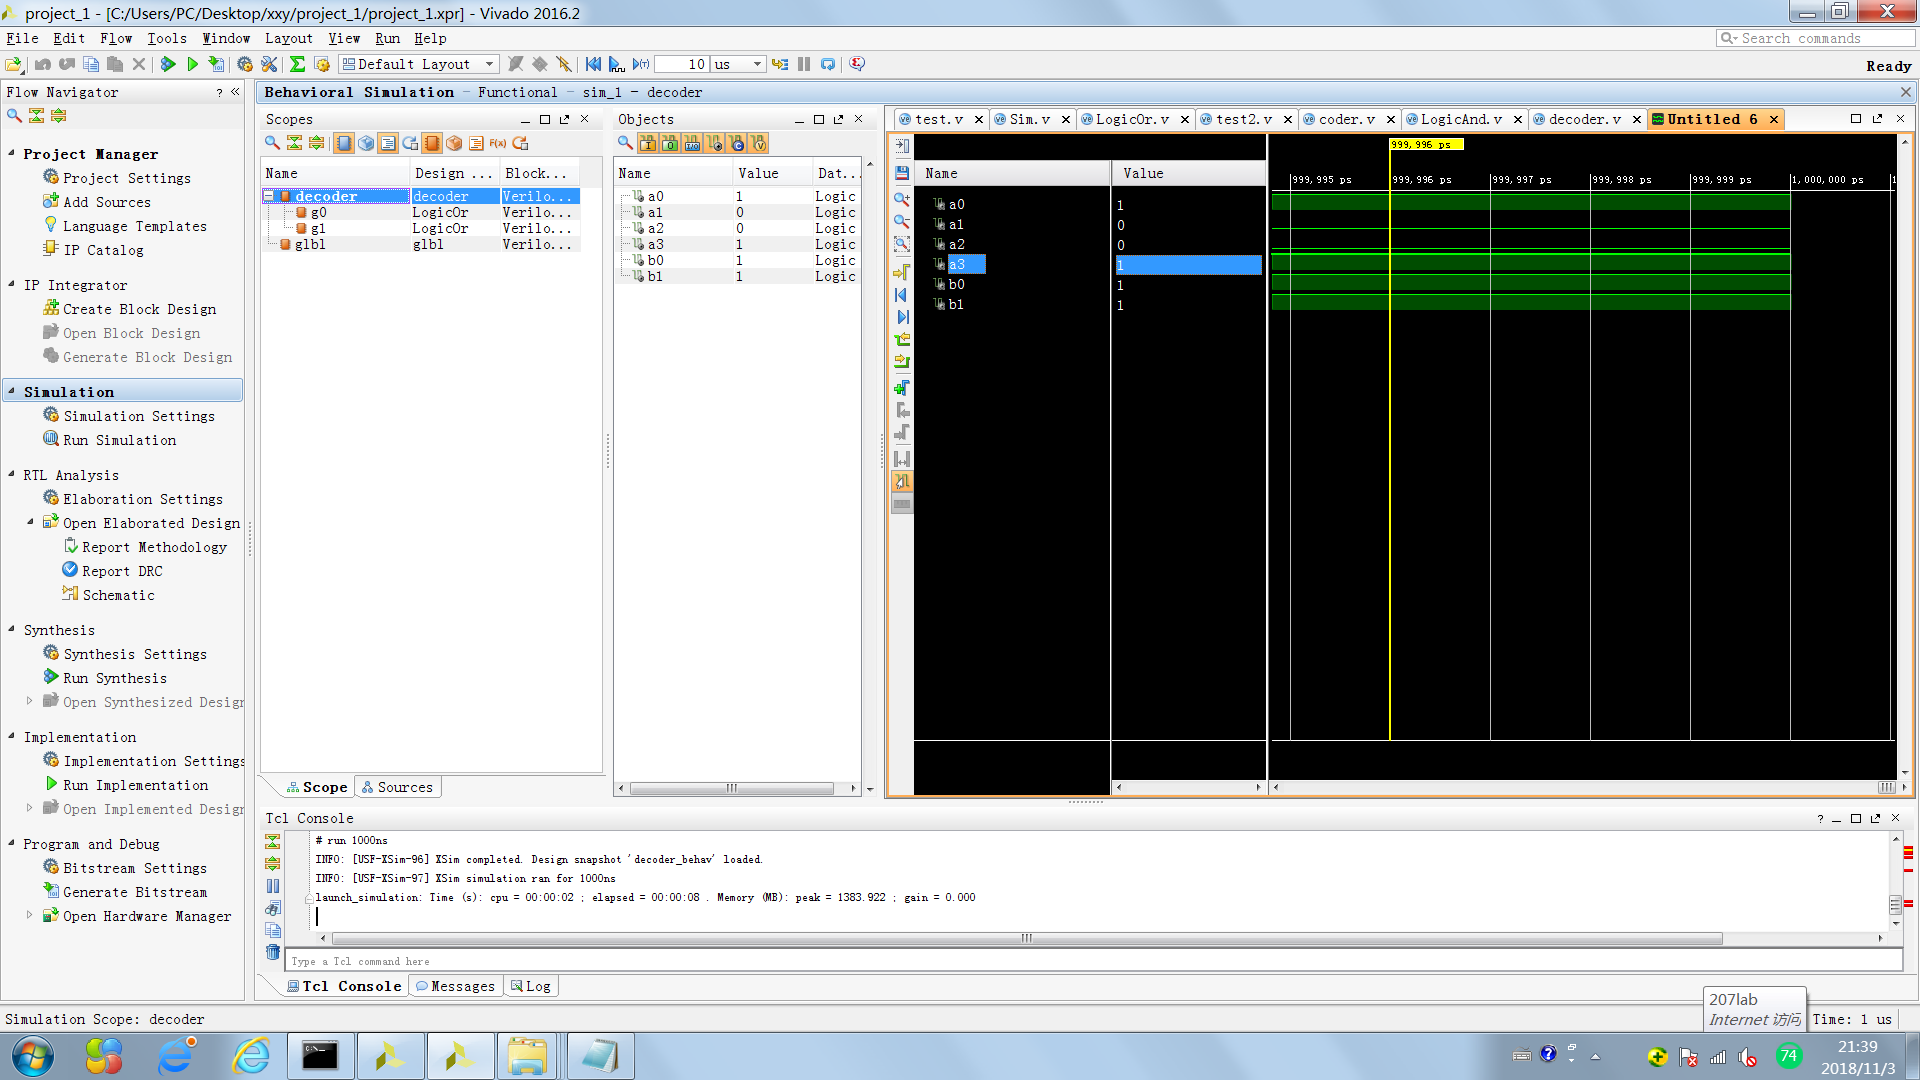 project_1 - [C:/Users/PC/Desktop/xxy/project_1/project_1.xpr] - Vivado 2016.2
File Edit Flow Tools Window Layout View Run Help
Search commands
Default Layout
10 us
Ready
Flow Navigator
Behavioral Simulation - Functional - sim_1 - decoder
Project Manager
Project Settings
Add Sources
Language Templates
IP Catalog
IP Integrator
Create Block Design
Open Block Design
Generate Block Design
Simulation
Simulation Settings
Run Simulation
RTL Analysis
Elaboration Settings
Open Elaborated Design
Report Methodology
Report DRC
Schematic
Synthesis
Synthesis Settings
Run Synthesis
Open Synthesized Design
Implementation
Implementation Settings
Run Implementation
Open Implemented Design
Program and Debug
Bitstream Settings
Generate Bitstream
Open Hardware Manager
Scopes
Name Design ... Block...
decoder decoder Verilo...
g0 LogicOr Verilo...
g1 LogicOr Verilo...
glbl glbl Verilo...
Scope Sources
Objects
Name Value Dat...
a0 1 Logic
a1 0 Logic
a2 0 Logic
a3 1 Logic
b0 1 Logic
b1 1 Logic
test.v Sim.v LogicOr.v test2.v coder.v LogicAnd.v decoder.v Untitled 6
Name Value
a0 1
a1 0
a2 0
a3 1
b0 1
b1 1
999,996 ps
999,995 ps 999,996 ps 999,997 ps 999,998 ps 999,999 ps 1,000,000 ps
Tcl Console
# run 1000ns
INFO: [USF-XSim-96] XSim completed. Design snapshot 'decoder_behav' loaded.
INFO: [USF-XSim-97] XSim simulation ran for 1000ns
launch_simulation: Time (s): cpu = 00:00:02 ; elapsed = 00:00:08 . Memory (MB): peak = 1383.922 ; gain = 0.000
Type a Tcl command here
Tcl Console Messages Log
207lab
Internet 访问
Simulation Scope: decoder
Time: 1 us
74
21:39
2018/11/3